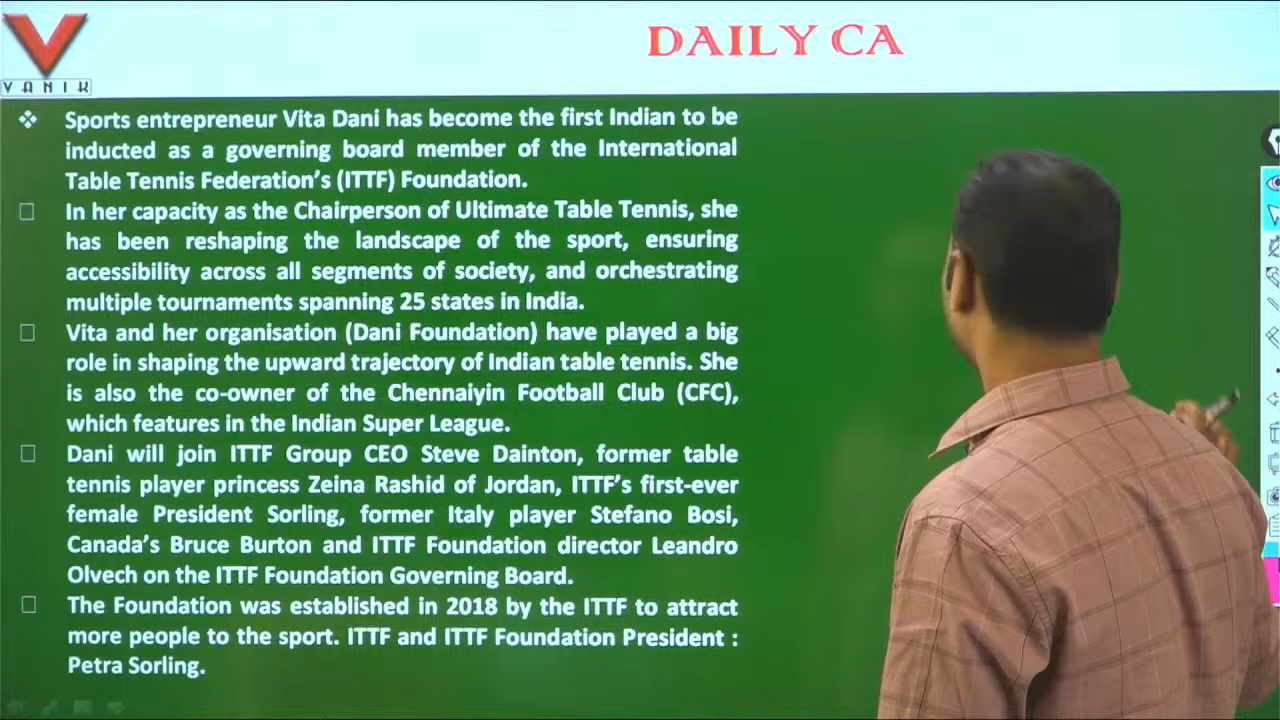 DAILY CA
VANIK
Sports entrepreneur Vita Dani has become the first Indian to be
inducted as a governing board member of the International
Table Tennis Federation's (ITTF) Foundation.
In her capacity as the Chairperson of Ultimate Table Tennis, she
has been reshaping the landscape of the sport, ensuring
accessibility across all segments of society, and orchestrating
multiple tournaments spanning 25 states in India.
Vita and her organisation (Dani Foundation) have played a big
role in shaping the upward trajectory of Indian table tennis. She
is also the co-owner of the Chennaiyin Football Club (CFC),
which features in the Indian Super League.
Dani will join ITTF Group CEO Steve Dainton, former table
tennis player princess Zeina Rashid of Jordan, ITTF's first-ever
female President Sorling, former Italy player Stefano Bosi,
Canada's Bruce Burton and ITTF Foundation director Leandro
Olvech on the ITTF Foundation Governing Board.
The Foundation was established in 2018 by the ITTF to attract
more people to the sport. ITTF and ITTF Foundation President :
Petra Sorling.